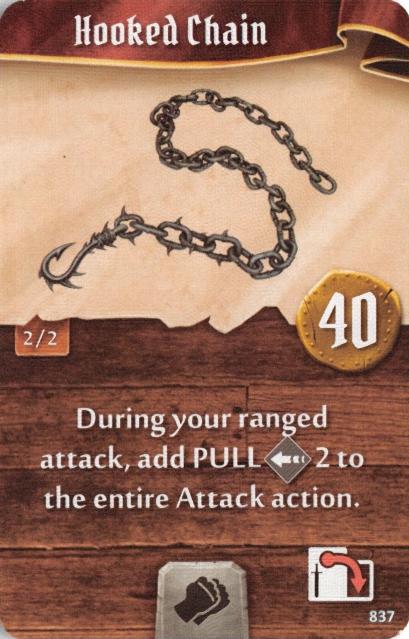 Hooked Chain
40
2/2
During your ranged
attack, add PULL 2 to
the entire Attack action.
837